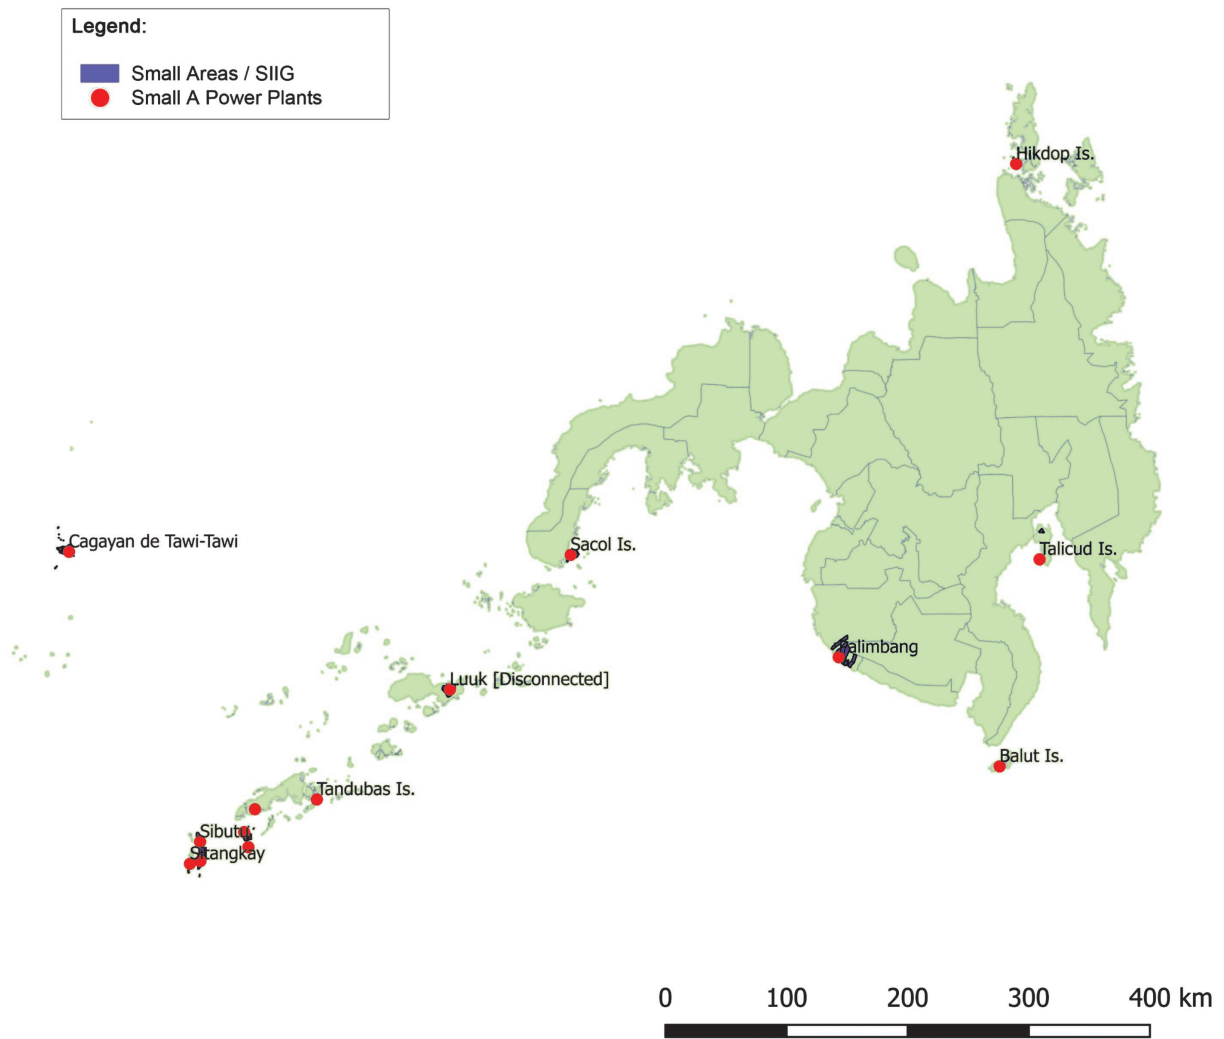 Legend:
Small Areas / SIIG
Small A Power Plants
Hikdop Is.
Cagayan de Tawi-Tawi
Sacol Is.
Talicud Is.
Kalimbang
Luuk [Disconnected]
Balut Is.
Tandubas Is.
Sibutu
Sitangkay
0 100 200 300 400 km